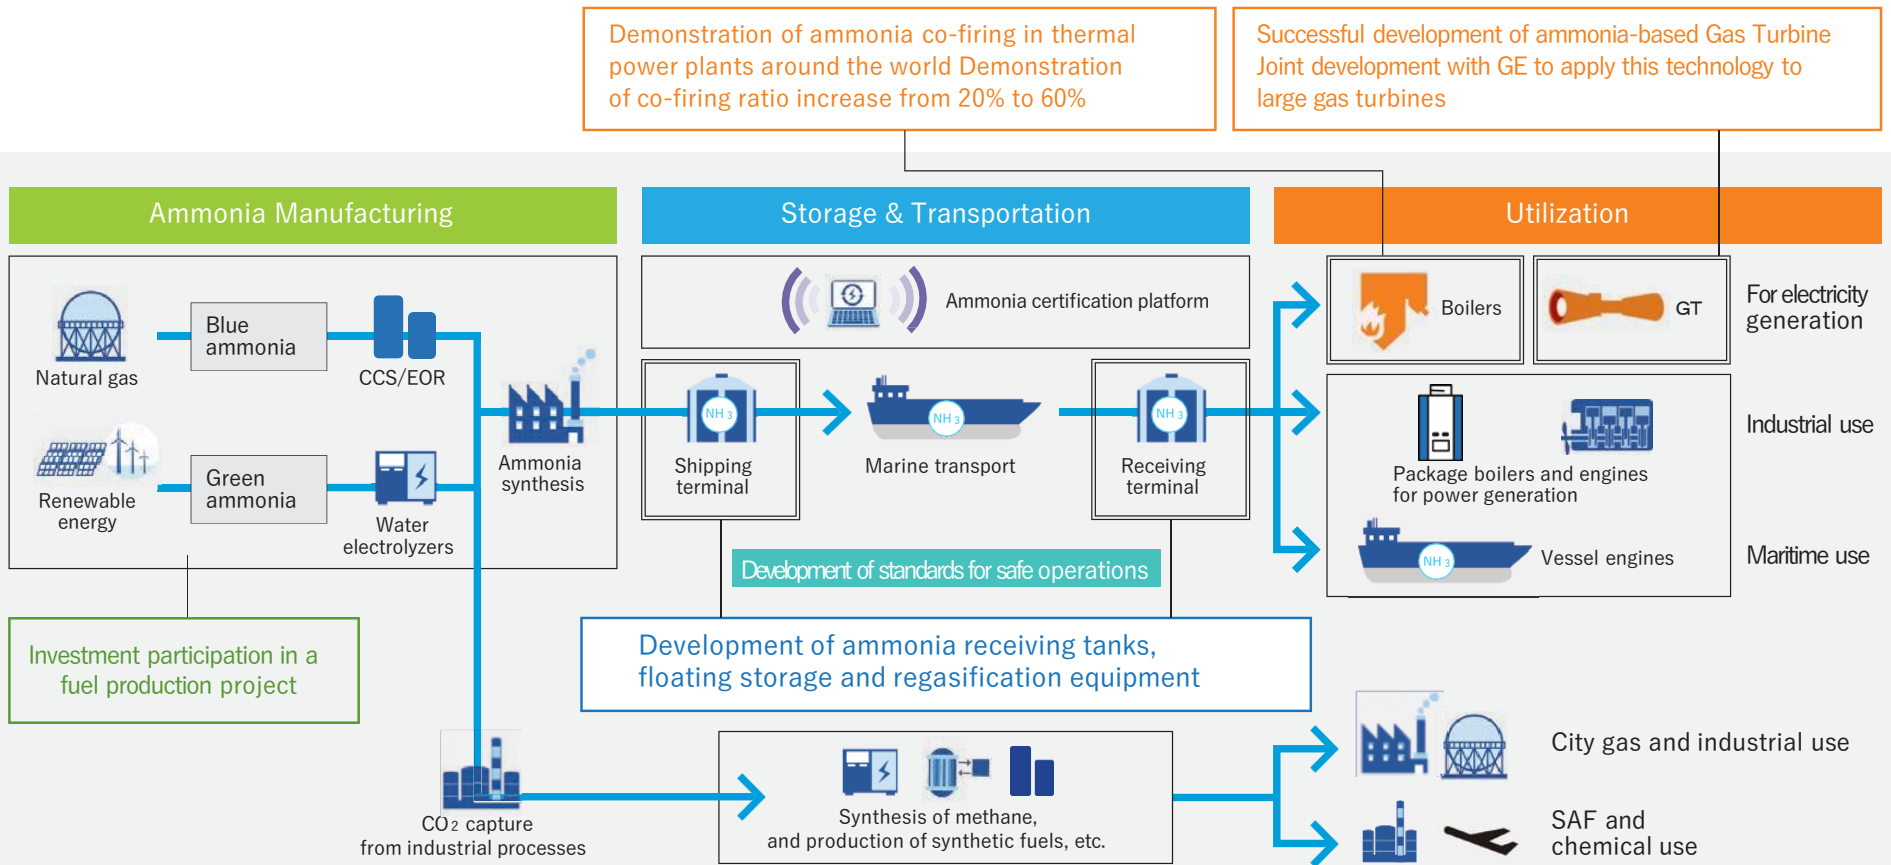 Demonstration of ammonia co-firing in thermal
power plants around the world Demonstration
of co-firing ratio increase from 20% to 60%
Successful development of ammonia-based Gas Turbine
Joint development with GE to apply this technology to
large gas turbines
Ammonia Manufacturing
Storage & Transportation
Utilization
Natural gas
Blue
ammonia
CCS/EOR
Renewable
energy
Green
ammonia
Water
electrolyzers
Ammonia
synthesis
Ammonia certification platform
NH3
Shipping
terminal
NH3
Marine transport
NH3
Receiving
terminal
Boilers
GT
For electricity
generation
Package boilers and engines
for power generation
Industrial use
NH3
Vessel engines
Maritime use
Development of standards for safe operations
Investment participation in a
fuel production project
Development of ammonia receiving tanks,
floating storage and regasification equipment
CO2 capture
from industrial processes
Synthesis of methane,
and production of synthetic fuels, etc.
City gas and industrial use
SAF and
chemical use